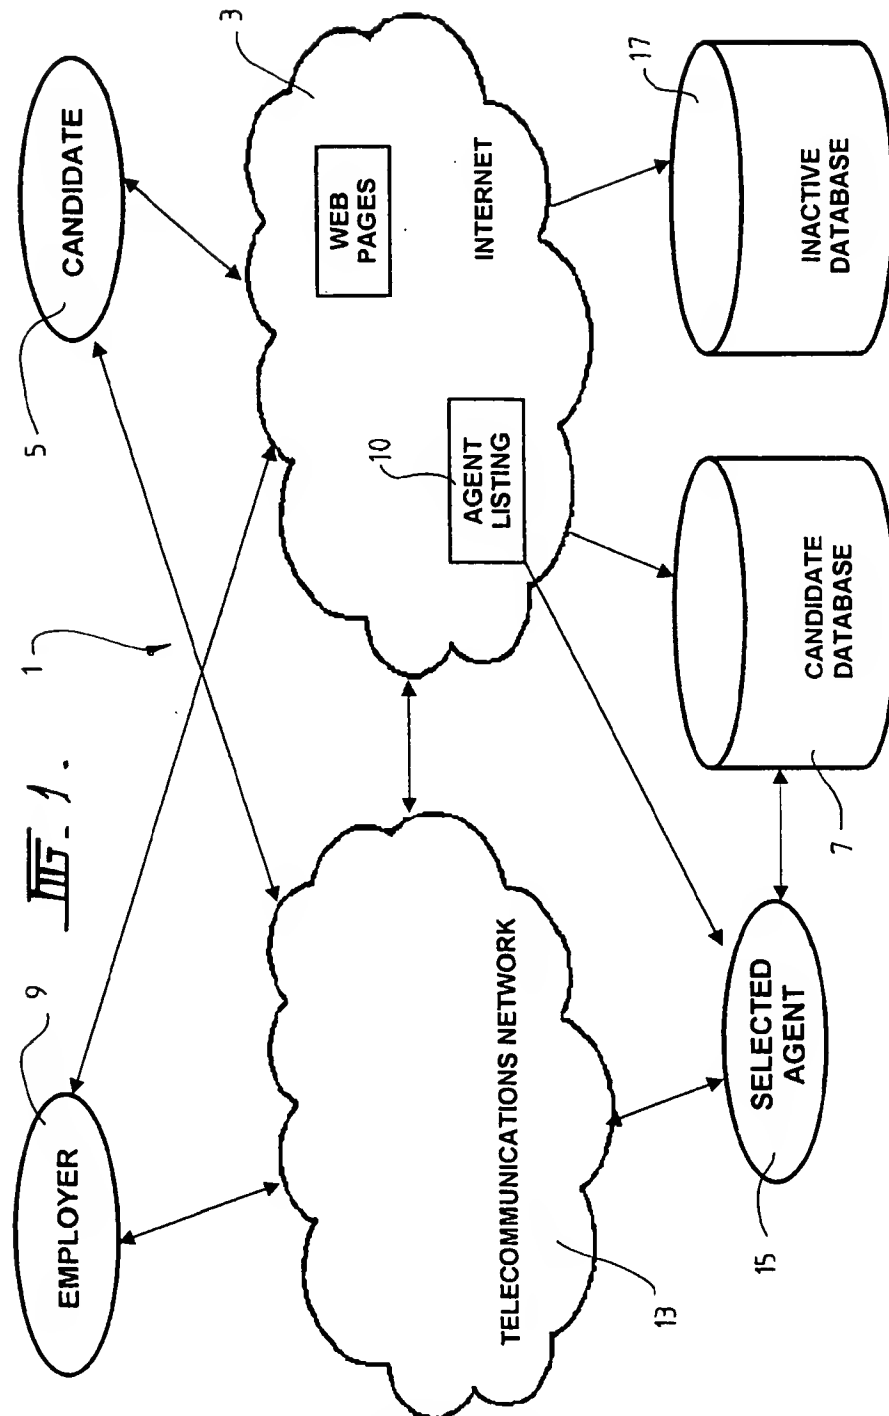 FIG. 1.
1
EMPLOYER
9
CANDIDATE
5
3
WEB
PAGES
INTERNET
10
AGENT
LISTING
TELECOMMUNICATIONS NETWORK
13
SELECTED
AGENT
15
CANDIDATE
DATABASE
7
INACTIVE
DATABASE
17